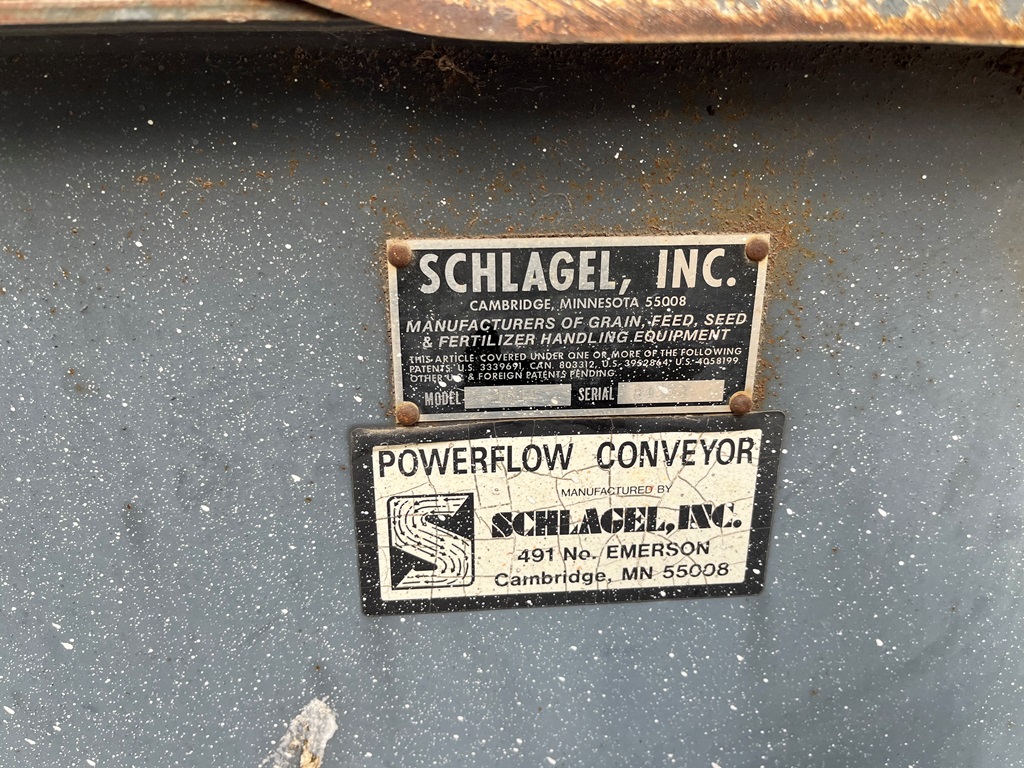 SCHLAGEL, INC.
CAMBRIDGE, MINNESOTA 55008
MANUFACTURERS OF GRAIN, FEED, SEED
& FERTILIZER HANDLING EQUIPMENT
THIS ARTICLE COVERED UNDER ONE OR MORE OF THE FOLLOWING
PATENTS: U.S. 3339691, CAN. 803312, U.S. 3952864, U.S. 4058199.
OTHER U.S. & FOREIGN PATENTS PENDING.
MODEL SERIAL
POWERFLOW CONVEYOR
MANUFACTURED BY
SCHLAGEL, INC.
491 No. EMERSON
Cambridge, MN 55008